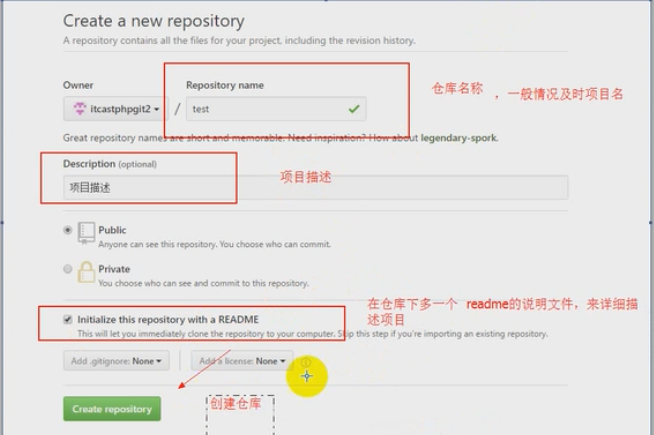 Create a new repository
A repository contains all the files for your project, including the revision history.
Owner
Repository name
仓库名称 ，一般情况及时项目名
itcastphpgit2 / test
Great repository names are short and memorable. Need inspiration? How about legendary-spork.
Description (optional)
项目描述
项目描述
Public
Anyone can see this repository. You choose who can commit.
Private
You choose who can see and commit to this repository.
在仓库下多一个 readme的说明文件，来详细描
述项目
Initialize this repository with a README
This will let you immediately clone the repository to your computer. Skip this step if you're importing an existing repository.
Add .gitignore: None
Add a license: None
Create repository
创建仓库